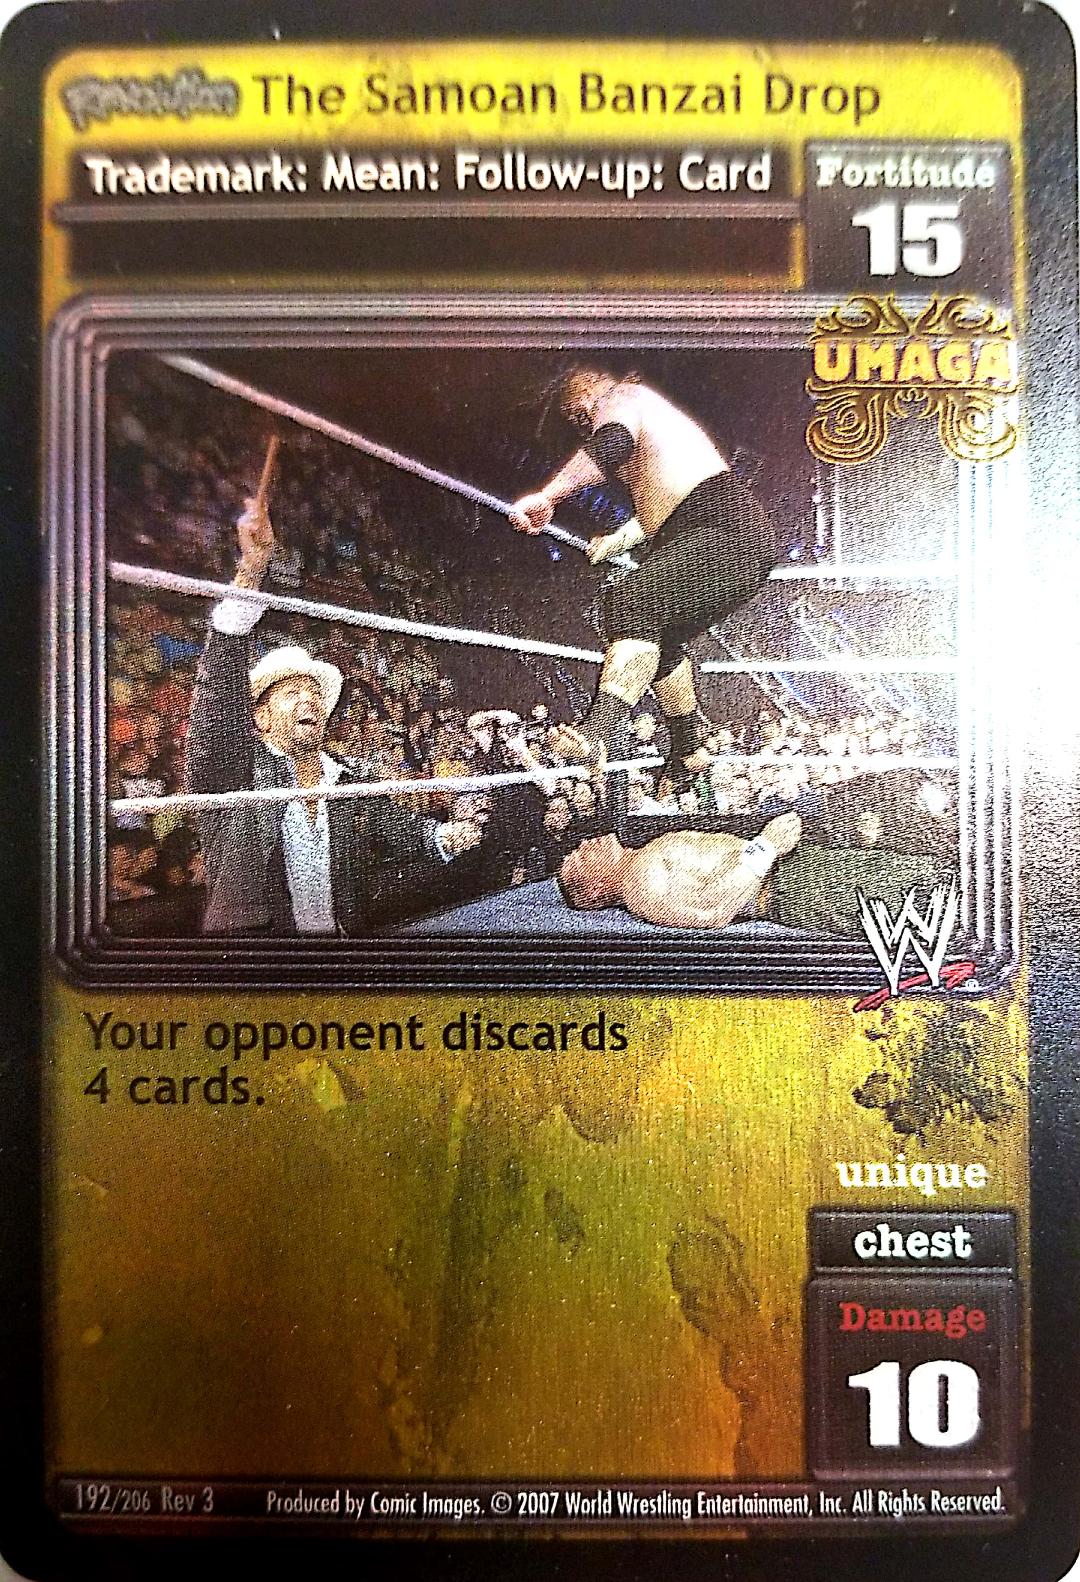 Revolution The Samoan Banzai Drop
Trademark: Mean: Follow-up: Card
Fortitude
15
UMAGA
W
Your opponent discards
4 cards.
unique
chest
Damage
10
192/206 Rev 3 Produced by Comic Images. © 2007 World Wrestling Entertainment, Inc. All Rights Reserved.